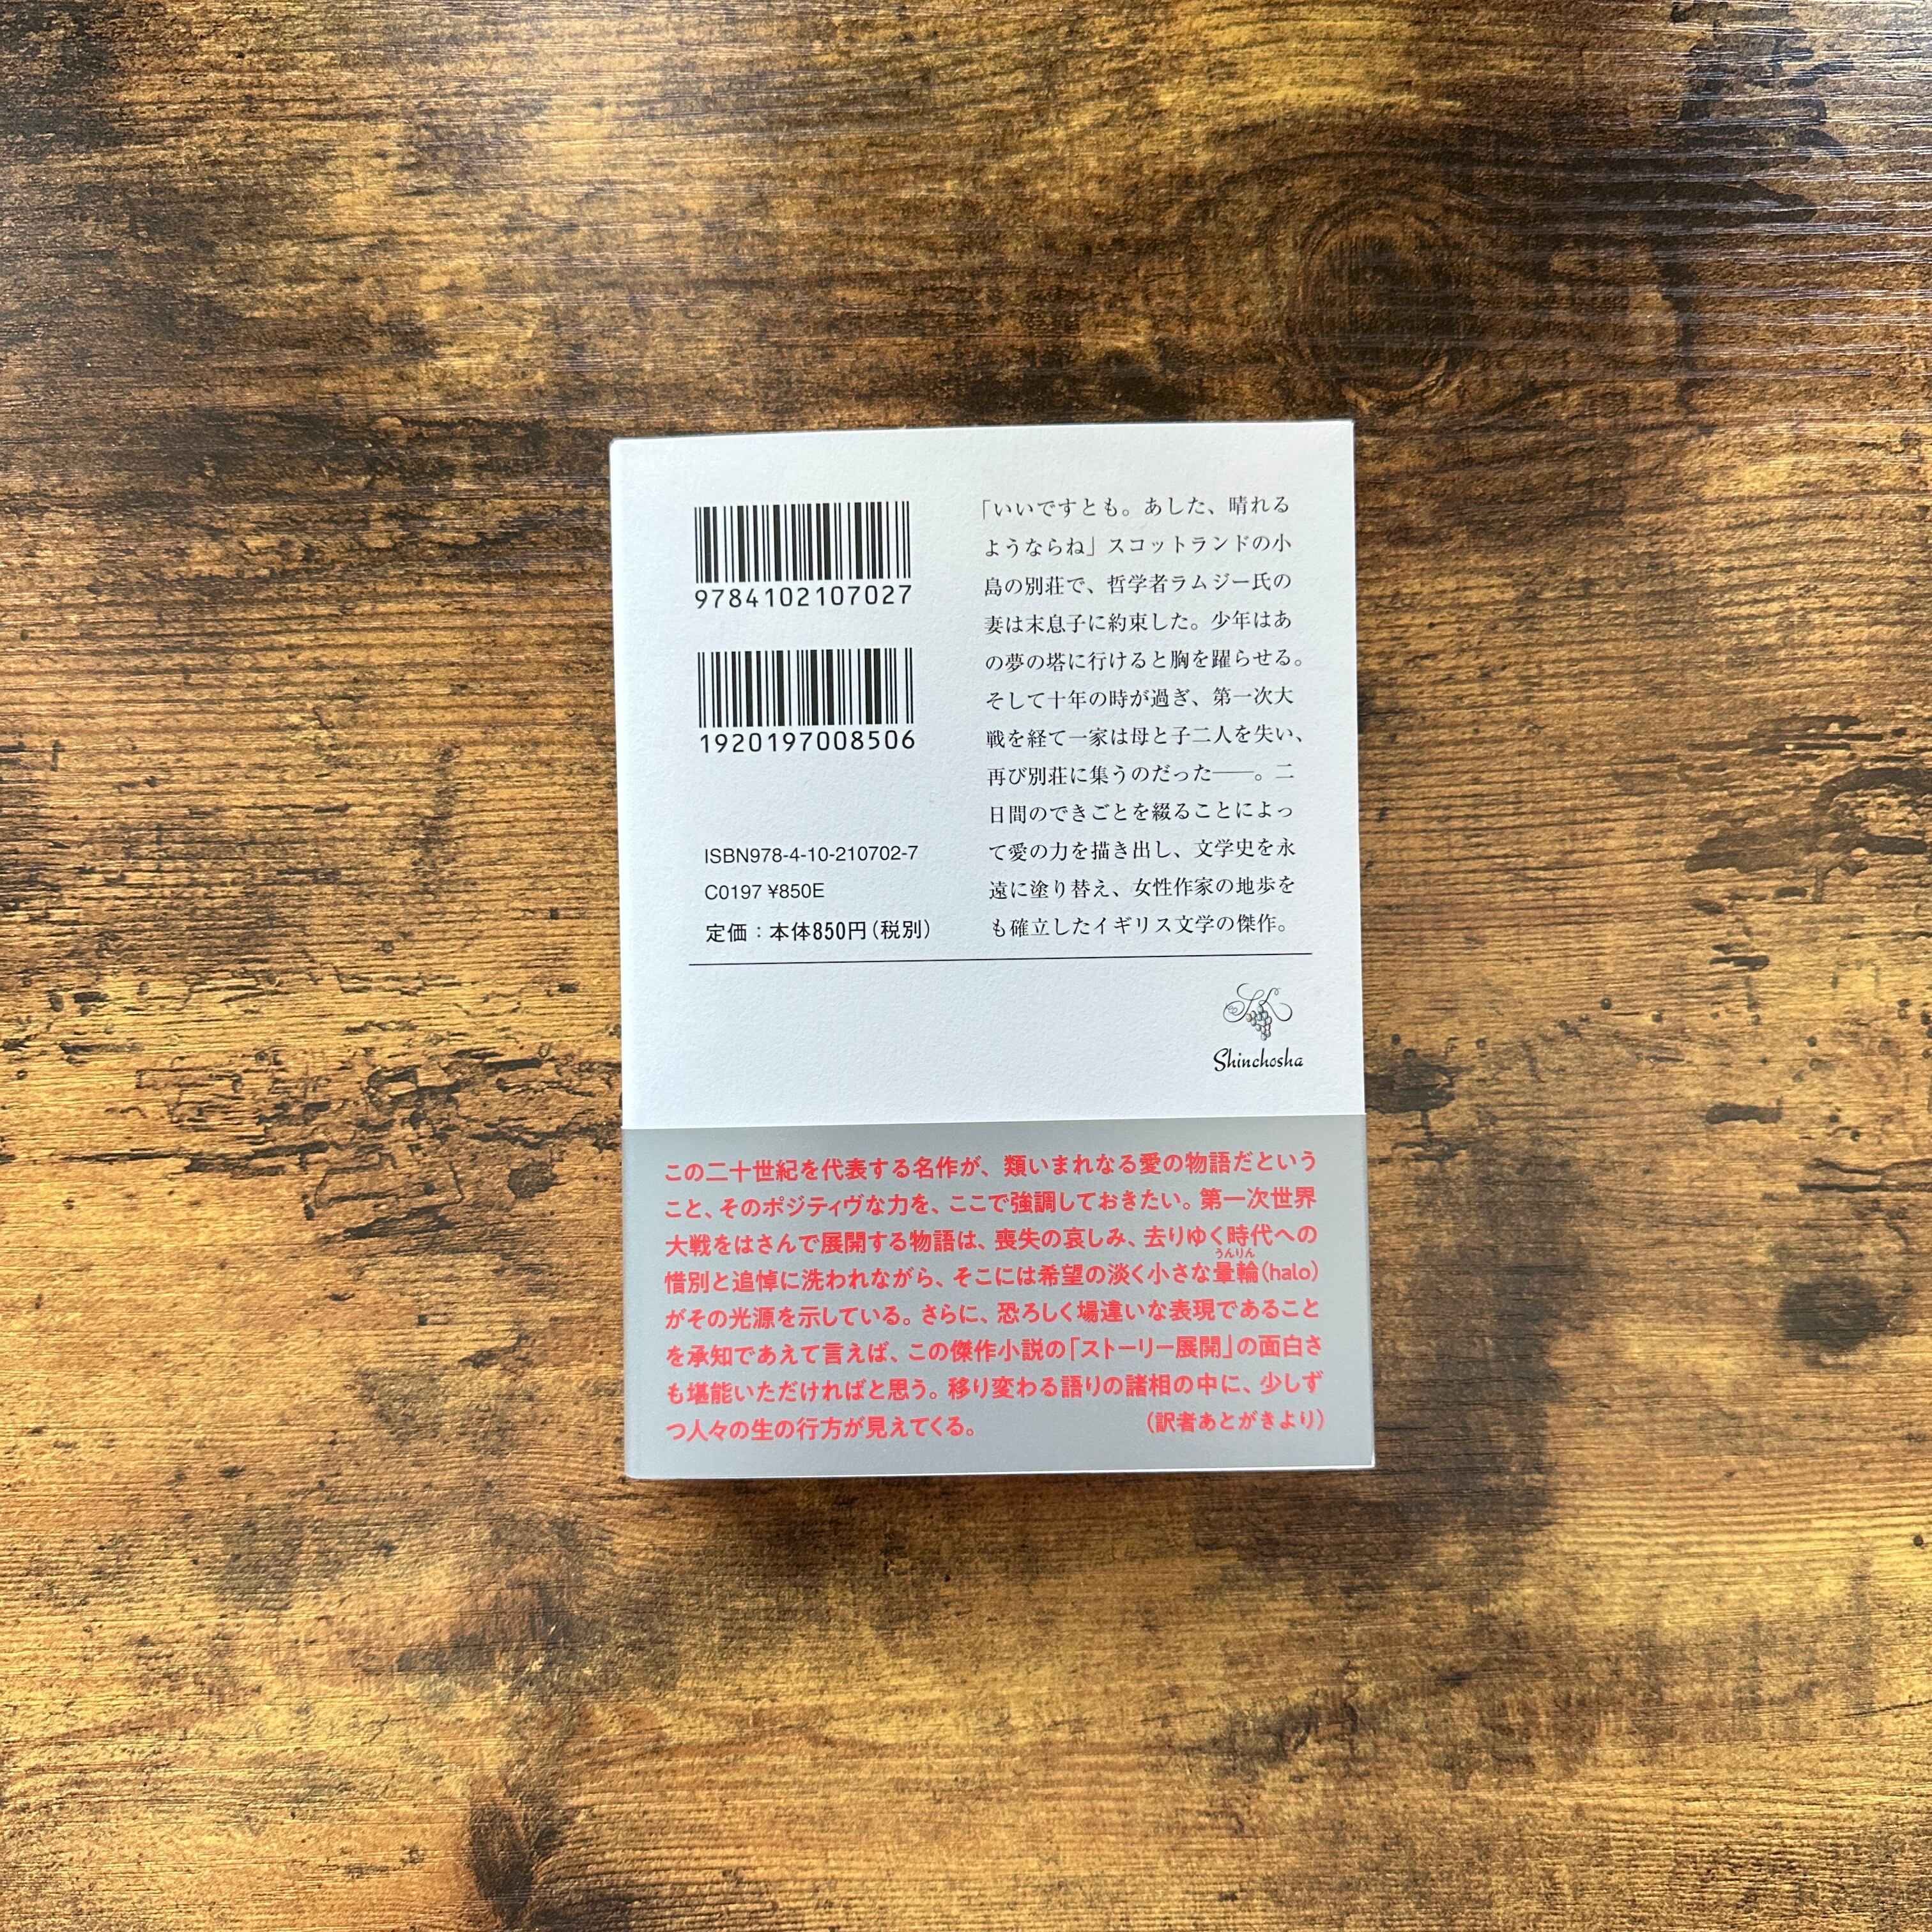 9784102107027
1920197008506
ISBN978-4-10-210702-7
C0197 ¥850E
定価：本体850円（税別）
「いいですとも。あした、晴れる
ようならね」スコットランドの小
島の別荘で、哲学者ラムジー氏の
妻は末息子に約束した。少年はあ
の夢の塔に行けると胸を躍らせる。
そして十年の時が過ぎ、第一次大
戦を経て一家は母と子二人を失い、
再び別荘に集うのだった――。二
日間のできごとを綴ることによっ
て愛の力を描き出し、文学史を永
遠に塗り替え、女性作家の地歩を
も確立したイギリス文学の傑作。
Shinchosha
この二十世紀を代表する名作が、類いまれなる愛の物語だという
こと、そのポジティヴな力を、ここで強調しておきたい。第一次世界
大戦をはさんで展開する物語は、喪失の哀しみ、去りゆく時代への
うんりん
惜別と追悼に洗われながら、そこには希望の淡く小さな暈輪（halo）
がその光源を示している。さらに、恐ろしく場違いな表現であること
を承知であえて言えば、この傑作小説の「ストーリー展開」の面白さ
も堪能いただければと思う。移り変わる語りの諸相の中に、少しず
つ人々の生の行方が見えてくる。（訳者あとがきより）